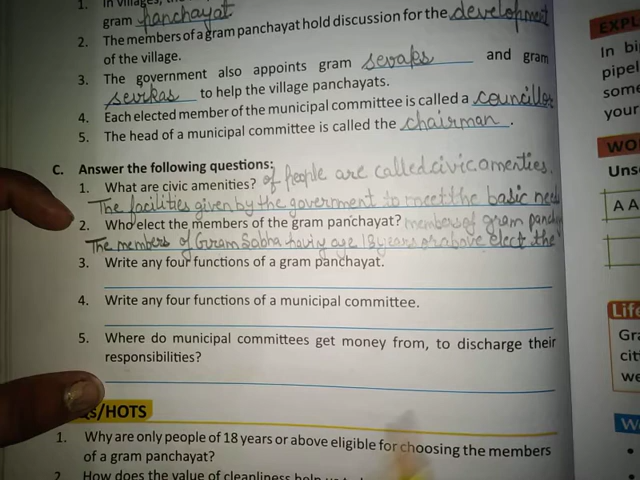 1. In villages, the
gram panchayat.
2. The members of a gram panchayat hold discussion for the development
of the village.
3. The government also appoints gram sevaks and gram
sevikas to help the village panchayats.
4. Each elected member of the municipal committee is called a councillor
5. The head of a municipal committee is called the chairman.
C. Answer the following questions:
of people are called civic amenties.
1. What are civic amenities?
The facilities given by the government to meet the basic needs
2. Who elect the members of the gram panchayat? members of gram panchay
The members of Gram Sabha having age 18 years or above elect the
3. Write any four functions of a gram panchayat.
4. Write any four functions of a municipal committee.
5. Where do municipal committees get money from, to discharge their
responsibilities?
/HOTS
1. Why are only people of 18 years or above eligible for choosing the members
of a gram panchayat?
2. How does the value of cleanliness help
EXPL
In bi
pipel
some
your
WO
Uns
A A
Life
Gra
citi
we